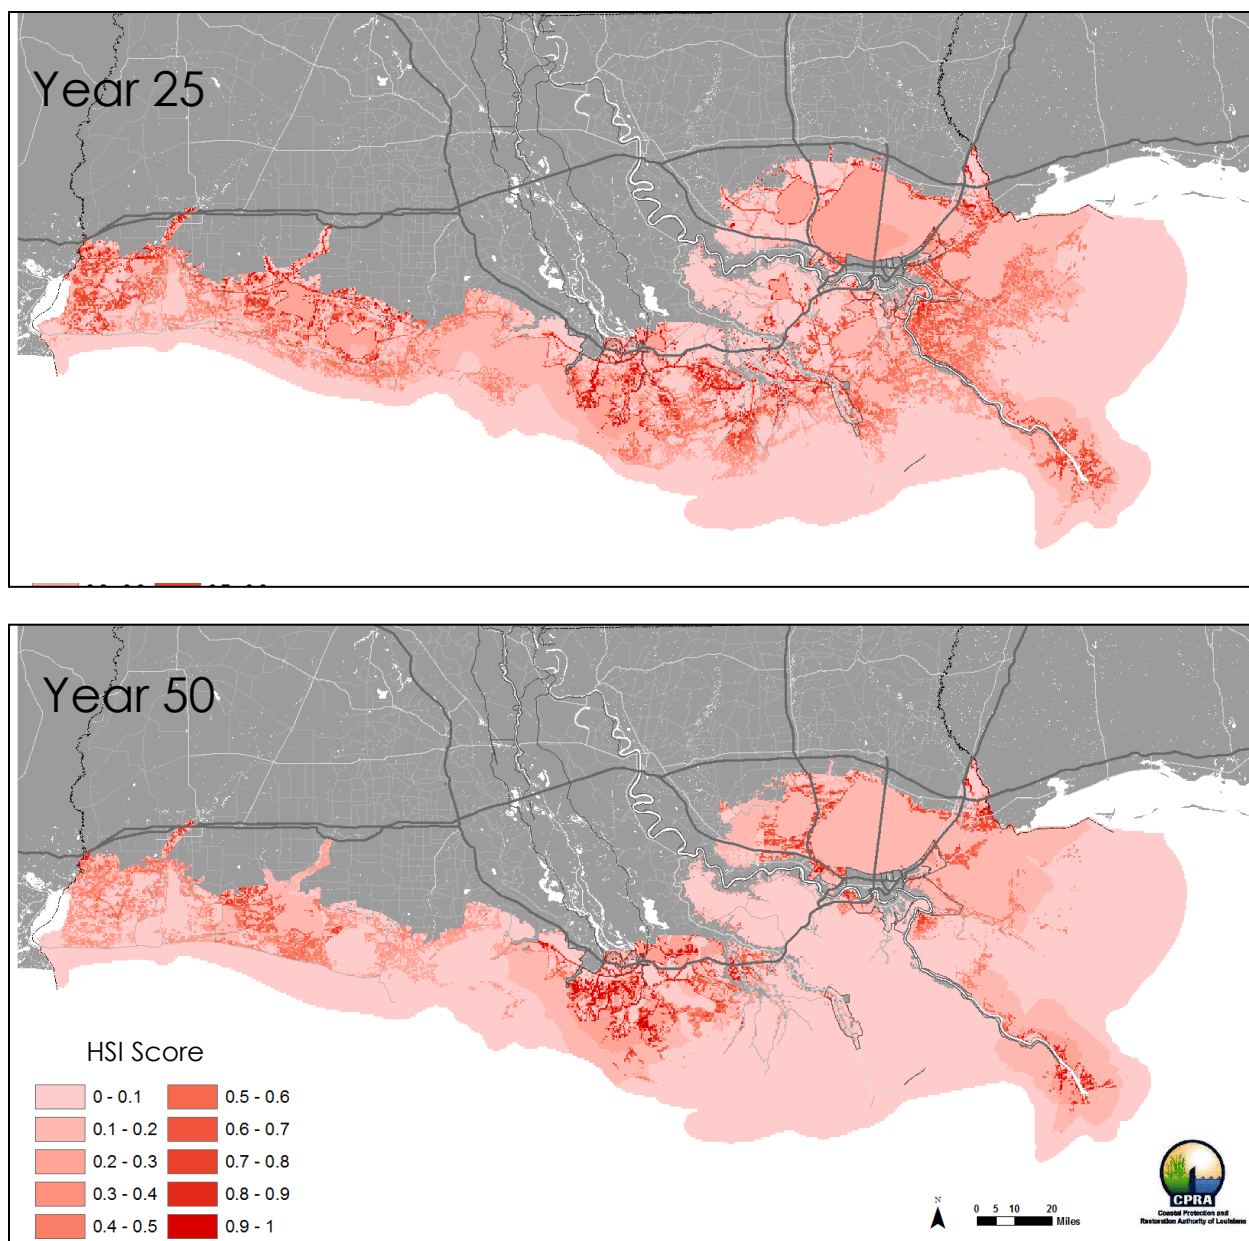 Year 25
Year 50
HSI Score
0 - 0.1 0.5 - 0.6
0.1 - 0.2 0.6 - 0.7
0.2 - 0.3 0.7 - 0.8
0.3 - 0.4 0.8 - 0.9
0.4 - 0.5 0.9 - 1
N
0 5 10 20
Miles
CPRA
Coastal Protection and
Restoration Authority of Louisiana